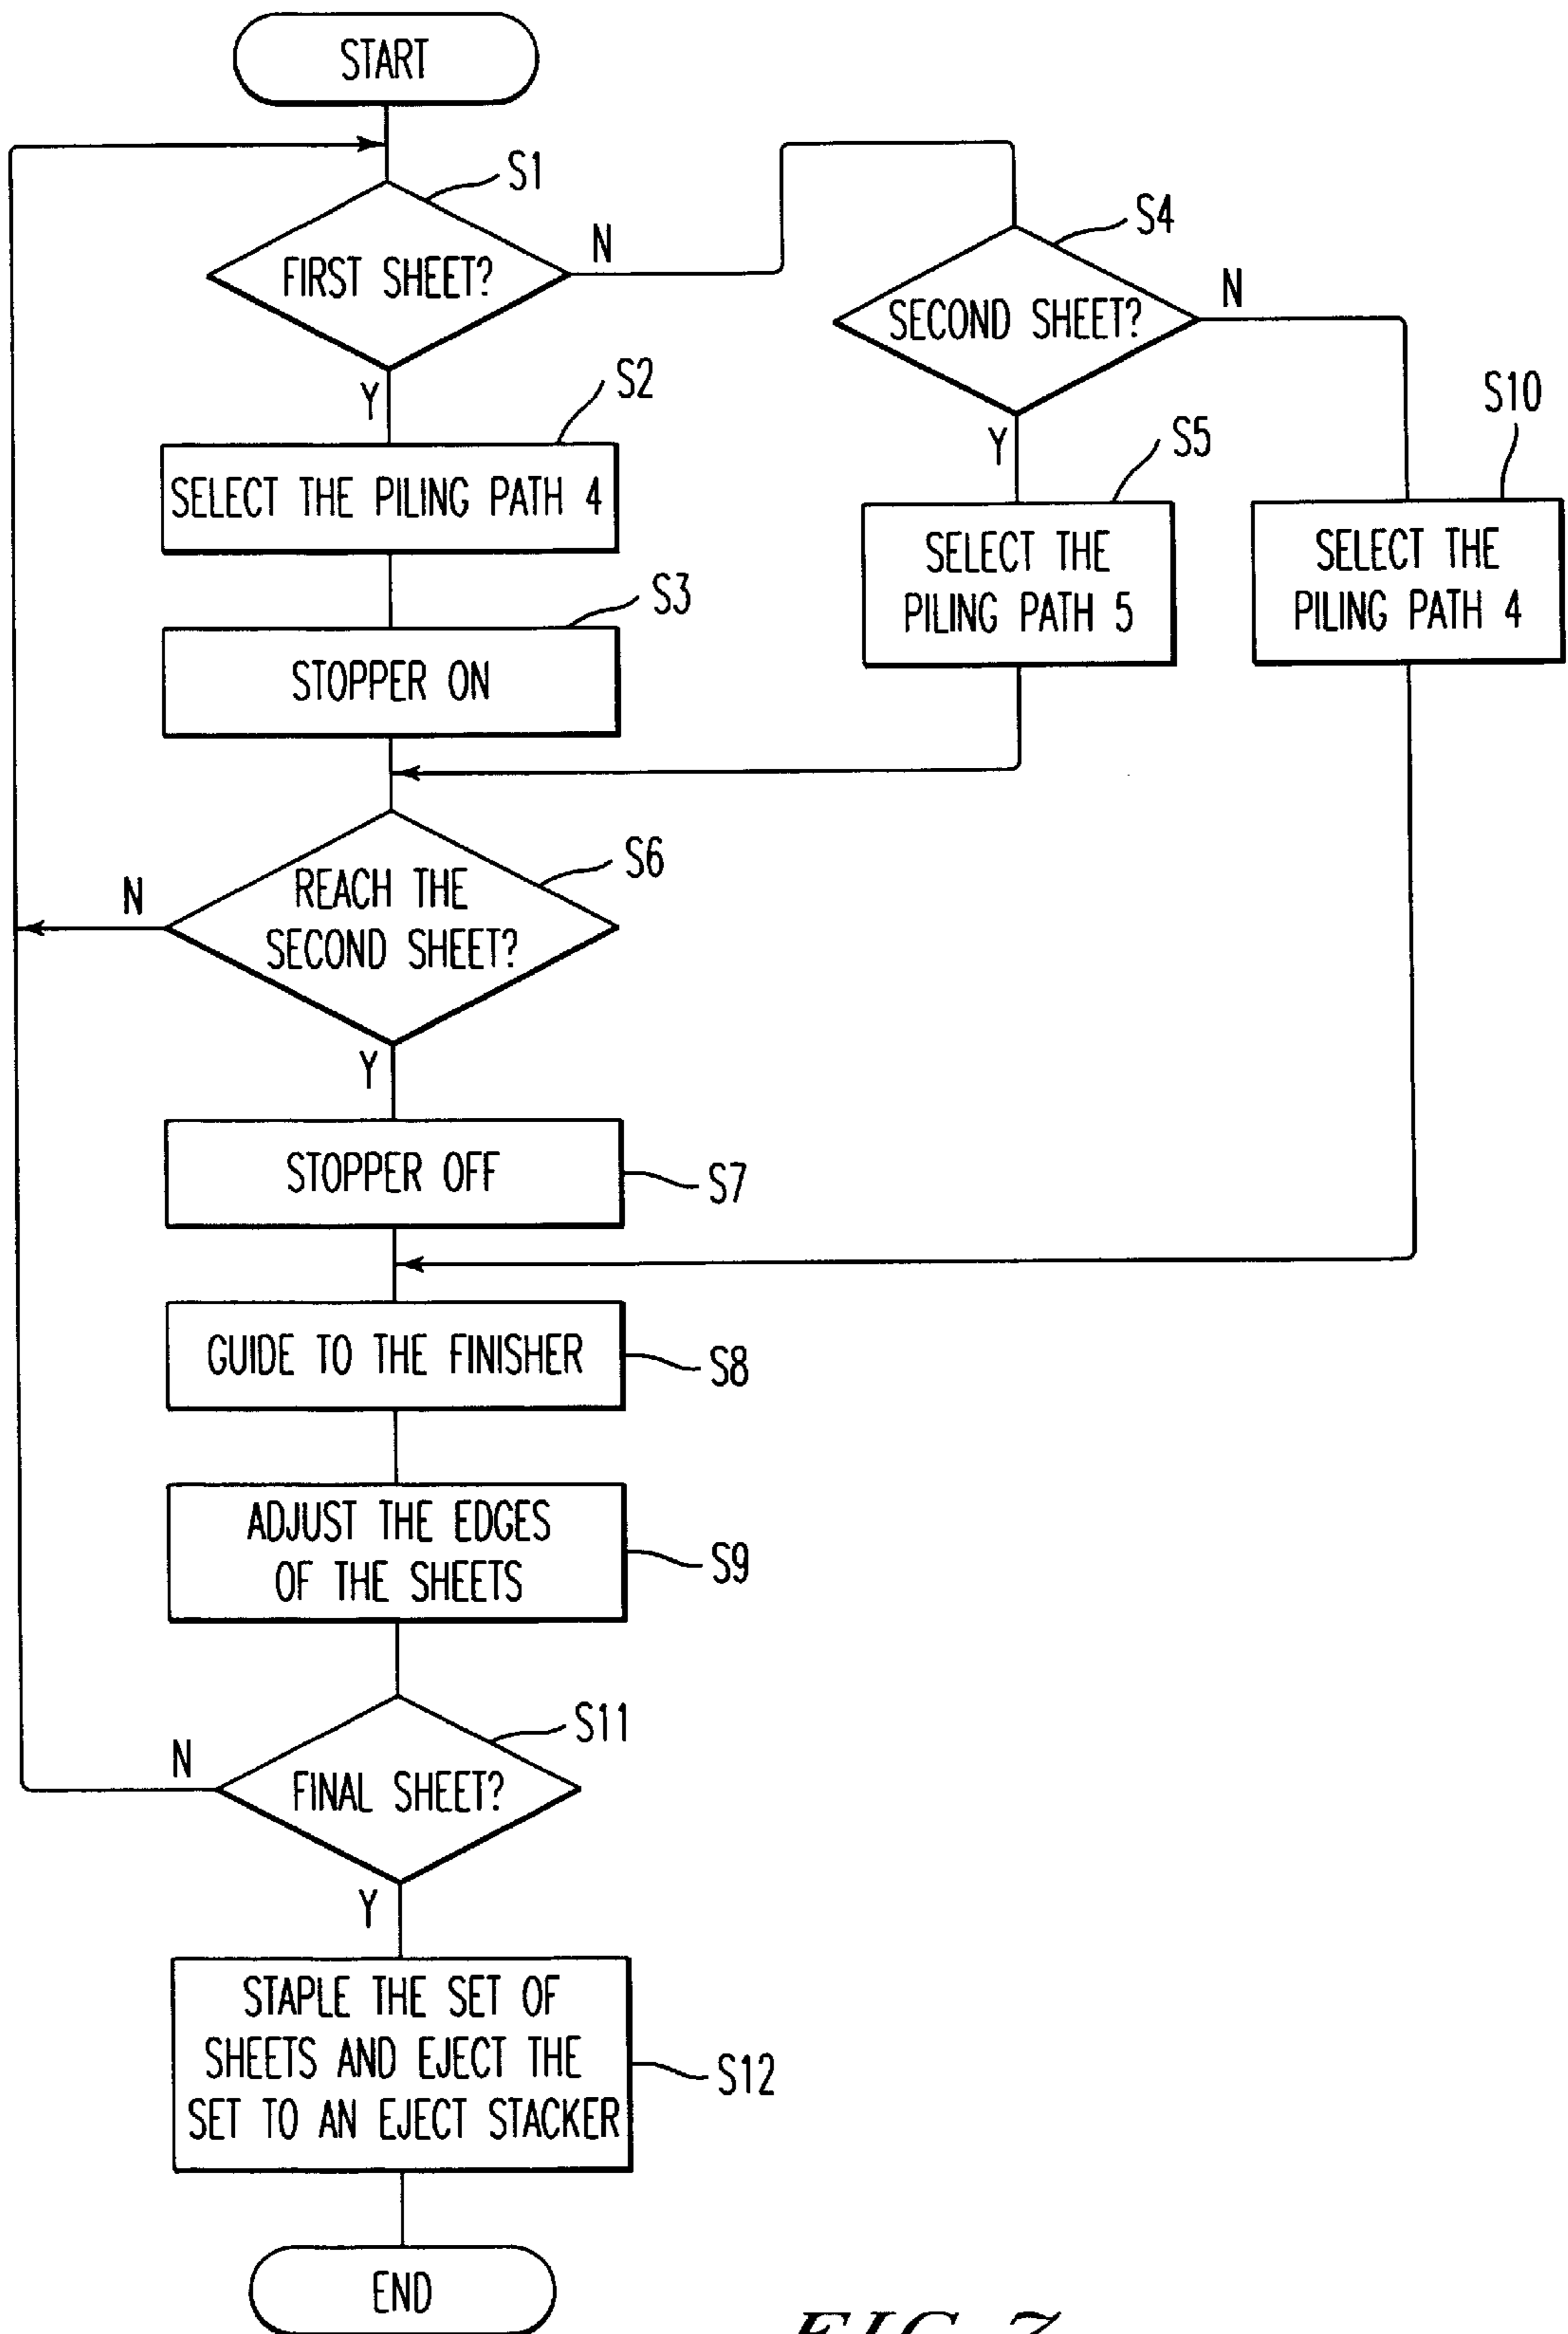 START
S1
FIRST SHEET?
N
Y
S4
SECOND SHEET?
N
Y
S2
SELECT THE PILING PATH 4
S5
SELECT THE
PILING PATH 5
S10
SELECT THE
PILING PATH 4
S3
STOPPER ON
S6
REACH THE
SECOND SHEET?
N
Y
STOPPER OFF
S7
GUIDE TO THE FINISHER
S8
ADJUST THE EDGES
OF THE SHEETS
S9
S11
FINAL SHEET?
N
Y
STAPLE THE SET OF
SHEETS AND EJECT THE
SET TO AN EJECT STACKER
S12
END
FIG. 7